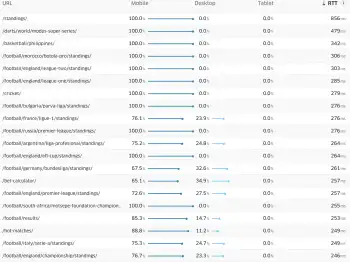 URL Mobile Desktop Tablet ↓ RTT
/standings/ 100.0% 0.0% 0.0% 856ms
/darts/world/modus-super-series/ 100.0% 0.0% 0.0% 479ms
/basketball/philippines/ 100.0% 0.0% 0.0% 342ms
/football/morocco/botola-pro/standings/ 100.0% 0.0% 0.0% 306ms
/football/england/league-two/standings/ 100.0% 0.0% 0.0% 303ms
/football/england/league-one/standings/ 100.0% 0.0% 0.0% 285ms
/cricket/ 100.0% 0.0% 0.0% 279ms
/football/bulgaria/parva-liga/standings/ 100.0% 0.0% 0.0% 276ms
/football/france/ligue-1/standings/ 76.1% 23.9% 0.0% 276ms
/football/russia/premier-league/standings/ 100.0% 0.0% 0.0% 276ms
/football/argentina/liga-profesional/standings/ 75.2% 24.8% 0.0% 264ms
/football/england/efl-cup/standings/ 100.0% 0.0% 0.0% 264ms
/football/germany/bundesliga/standings/ 67.5% 32.6% 0.0% 261ms
/bet-calculator/ 65.1% 34.9% 0.0% 257ms
/football/england/premier-league/standings/ 72.6% 27.5% 0.0% 257ms
/football/south-africa/motsepe-foundation-champion... 100.0% 0.0% 0.0% 255ms
/football/results/ 85.3% 14.7% 0.0% 253ms
/hot-matches/ 88.8% 11.2% 0.0% 249ms
/football/italy/serie-a/standings/ 75.3% 24.7% 0.0% 249ms
/football/england/championship/standings/ 76.7% 23.3% 0.0% 246ms